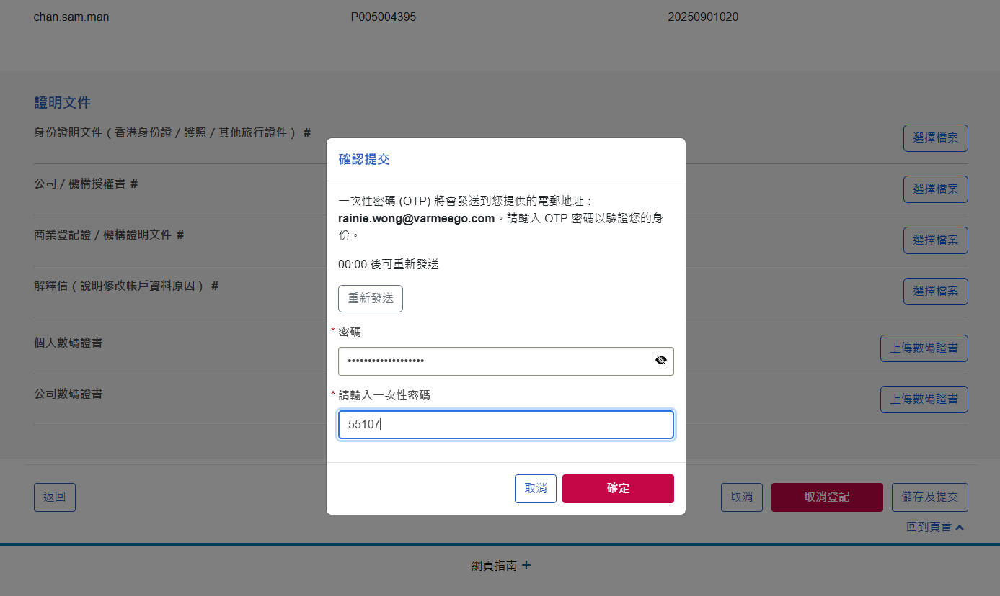 chan.sam.man P005004395 20250901020
證明文件
身份證明文件 ( 香港身份證 / 護照 / 其他旅行證件 ) #
選擇檔案
公司 / 機構授權書 #
選擇檔案
商業登記證 / 機構證明文件 #
選擇檔案
解釋信 ( 說明修改帳戶資料原因 ) #
選擇檔案
個人數碼證書
上傳數碼證書
公司數碼證書
上傳數碼證書
確認提交
一次性密碼 (OTP) 將會發送到您提供的電郵地址：
rainie.wong@varmeego.com。請輸入 OTP 密碼以驗證您的身
份。
00:00 後可重新發送
重新發送
* 密碼
•••••••••••••••••••
* 請輸入一次性密碼
55107
取消 確定
返回 取消 取消登記 儲存及提交
回到頁首
網頁指南 +